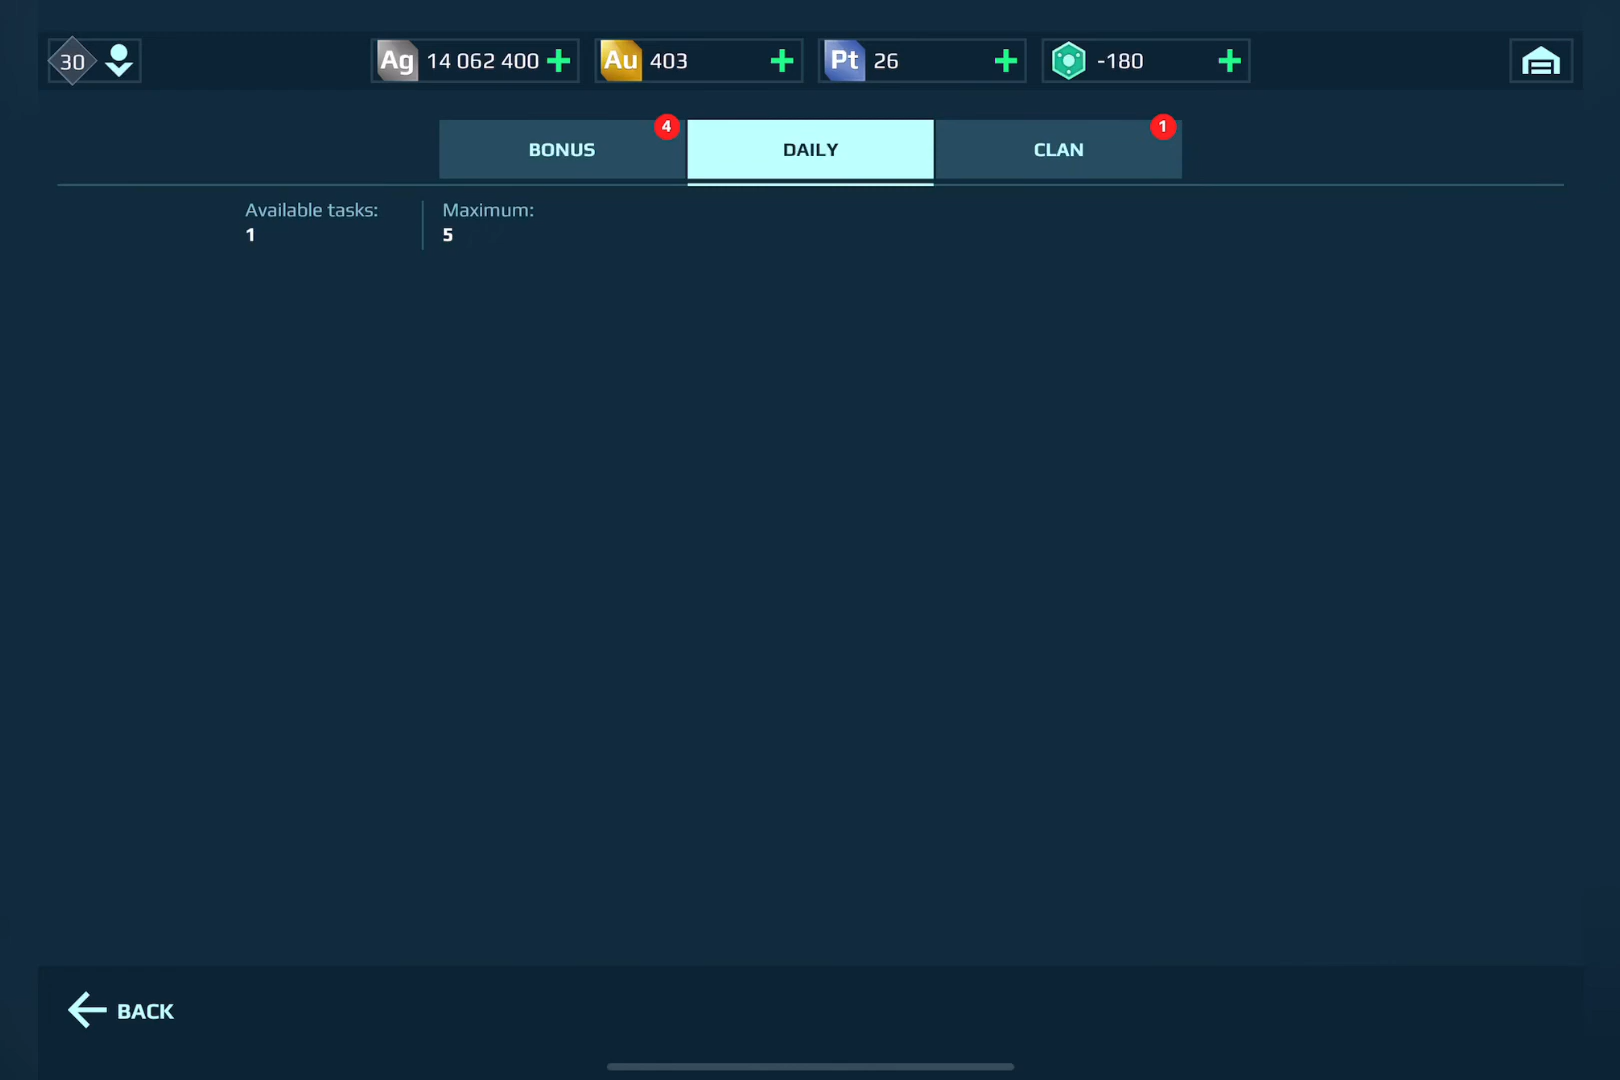 30
Ag 14 062 400
Au 403
Pt 26
-180
BONUS 4
DAILY
CLAN 1
Available tasks:
1
Maximum:
5
BACK